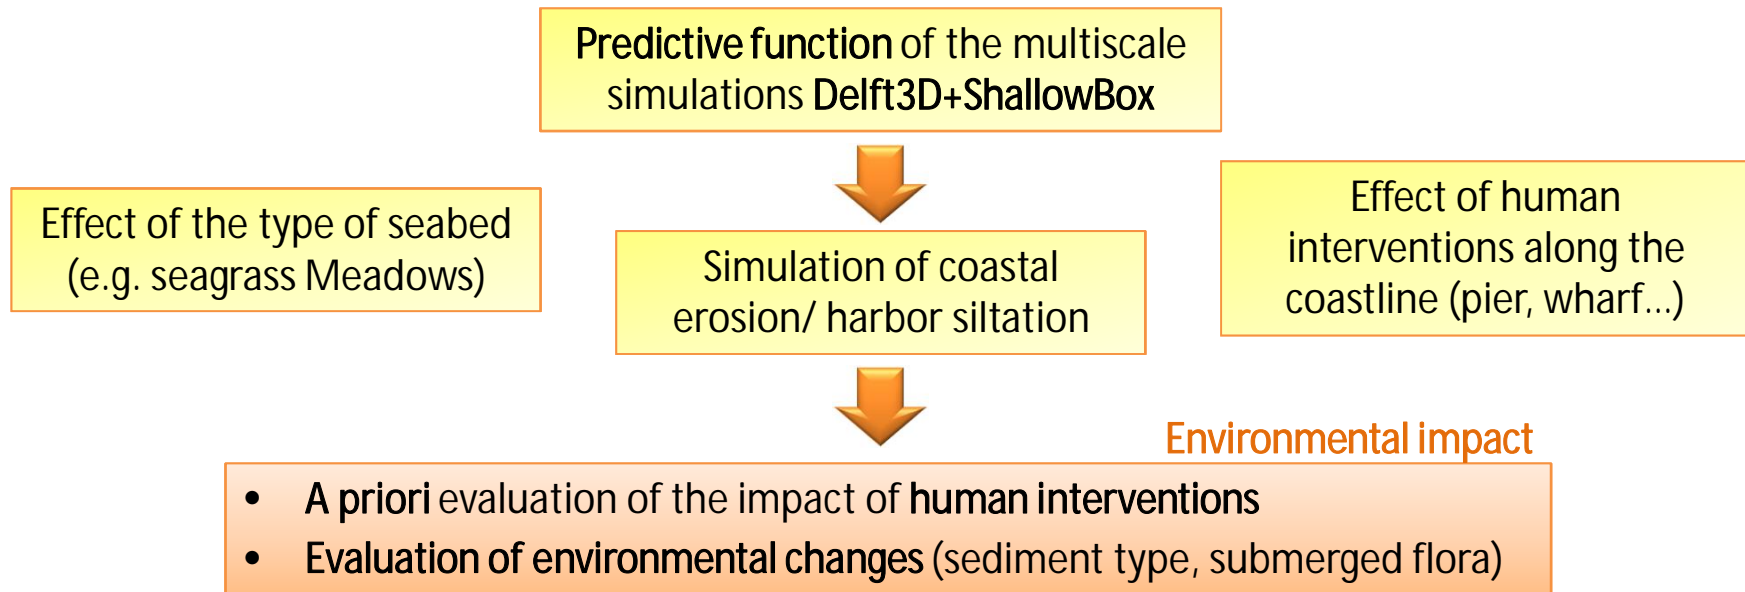 Predictive function of the multiscale
simulations Delft3D+ShallowBox
Effect of the type of seabed
(e.g. seagrass Meadows)
Simulation of coastal
erosion/ harbor siltation
Effect of human
interventions along the
coastline (pier, wharf...)
Environmental impact
• A priori evaluation of the impact of human interventions
• Evaluation of environmental changes (sediment type, submerged flora)